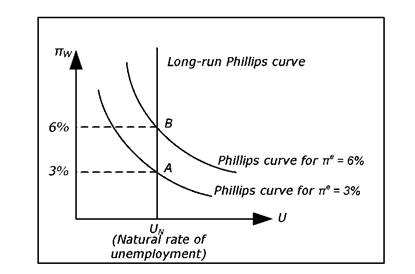 πw
Long-run Phillips curve
6%
B
Phillips curve for πᵉ = 6%
3%
A
Phillips curve for πᵉ = 3%
U_N
U
(Natural rate of
unemployment)